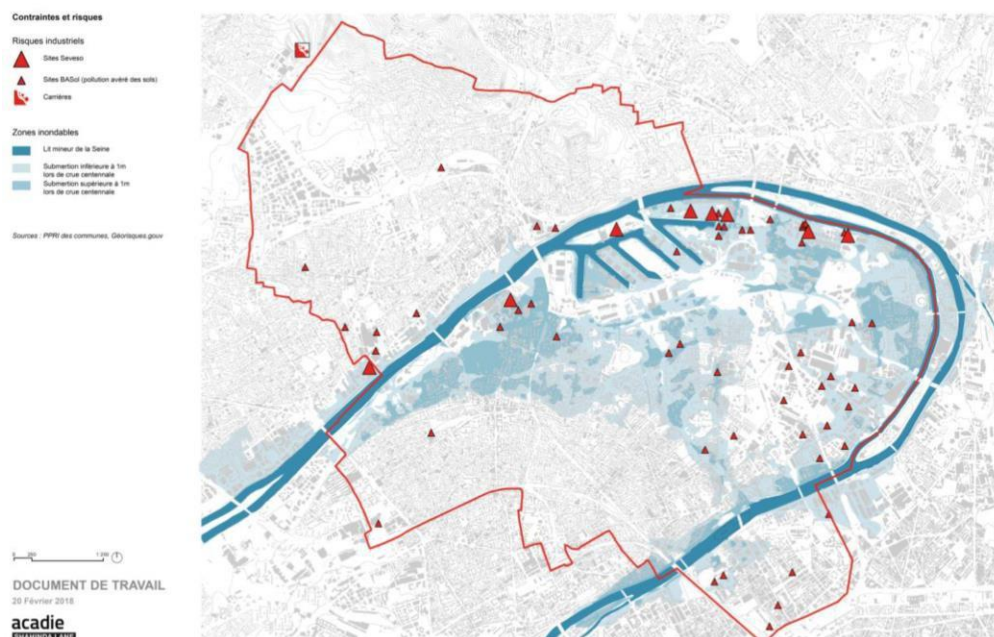 Contraintes et risques
Risques industriels
Sites Seveso
Sites BASol (pollution avéré des sols)
Carrières
Zones inondables
Lit mineur de la Seine
Submertion inférieure à 1m
lors de crue centennale
Submertion supérieure à 1m
lors de crue centennale
Sources : PPRI des communes, Géorisques.gouv
0
DOCUMENT DE TRAVAIL
20 Février 2018
acadie